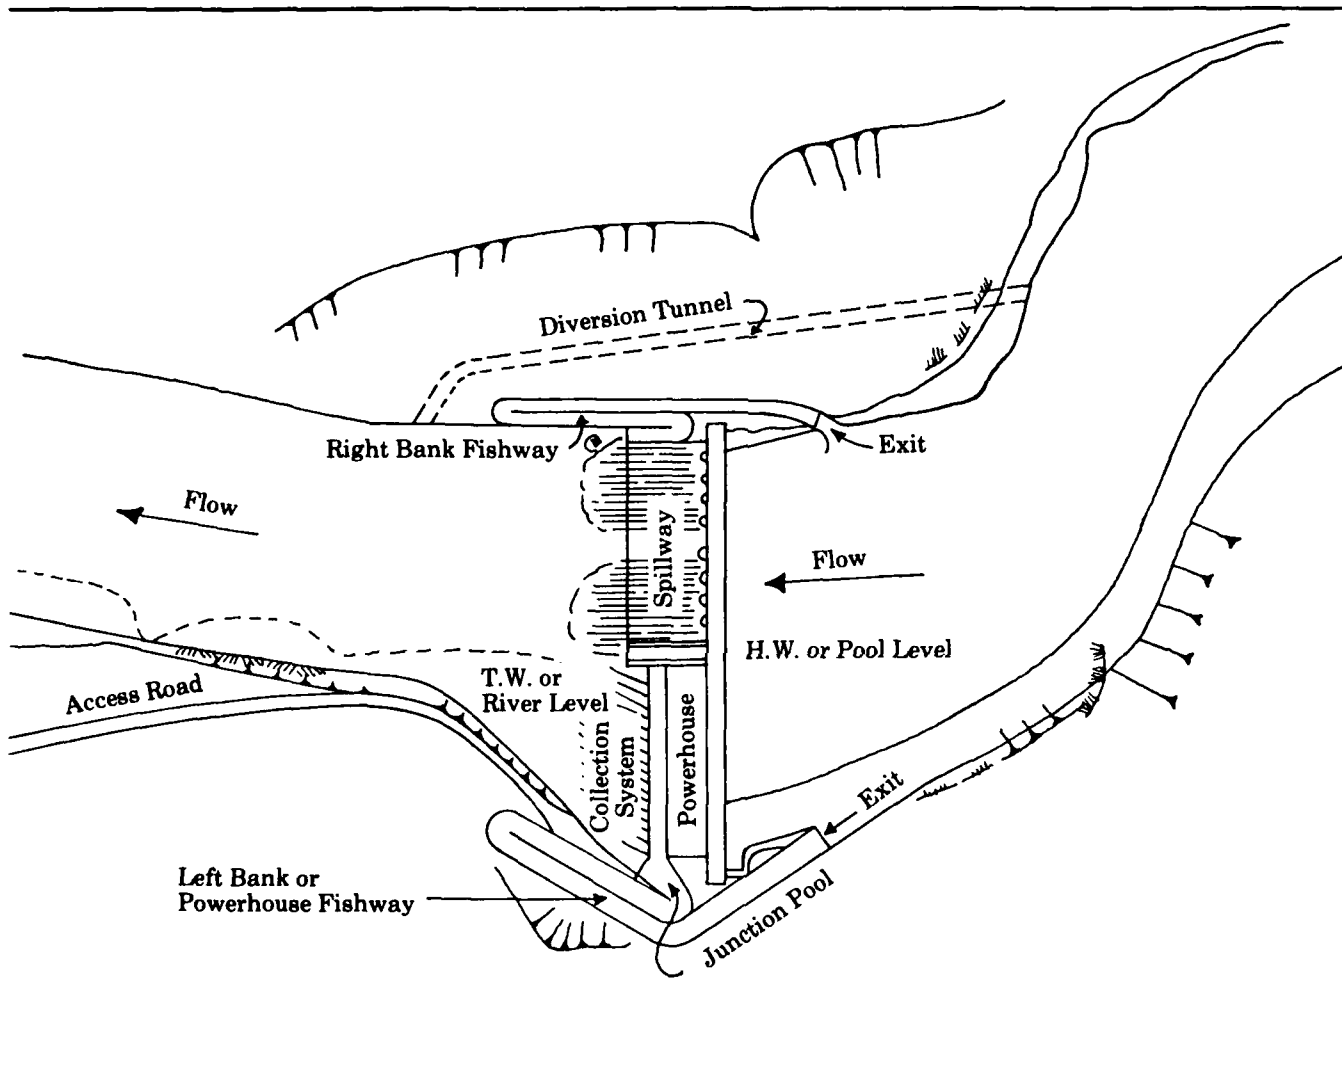 Diversion Tunnel
Right Bank Fishway
Exit
Flow
Spillway
Flow
H.W. or Pool Level
T.W. or
River Level
Access Road
Collection
System
Powerhouse
Exit
Left Bank or
Powerhouse Fishway
Junction Pool